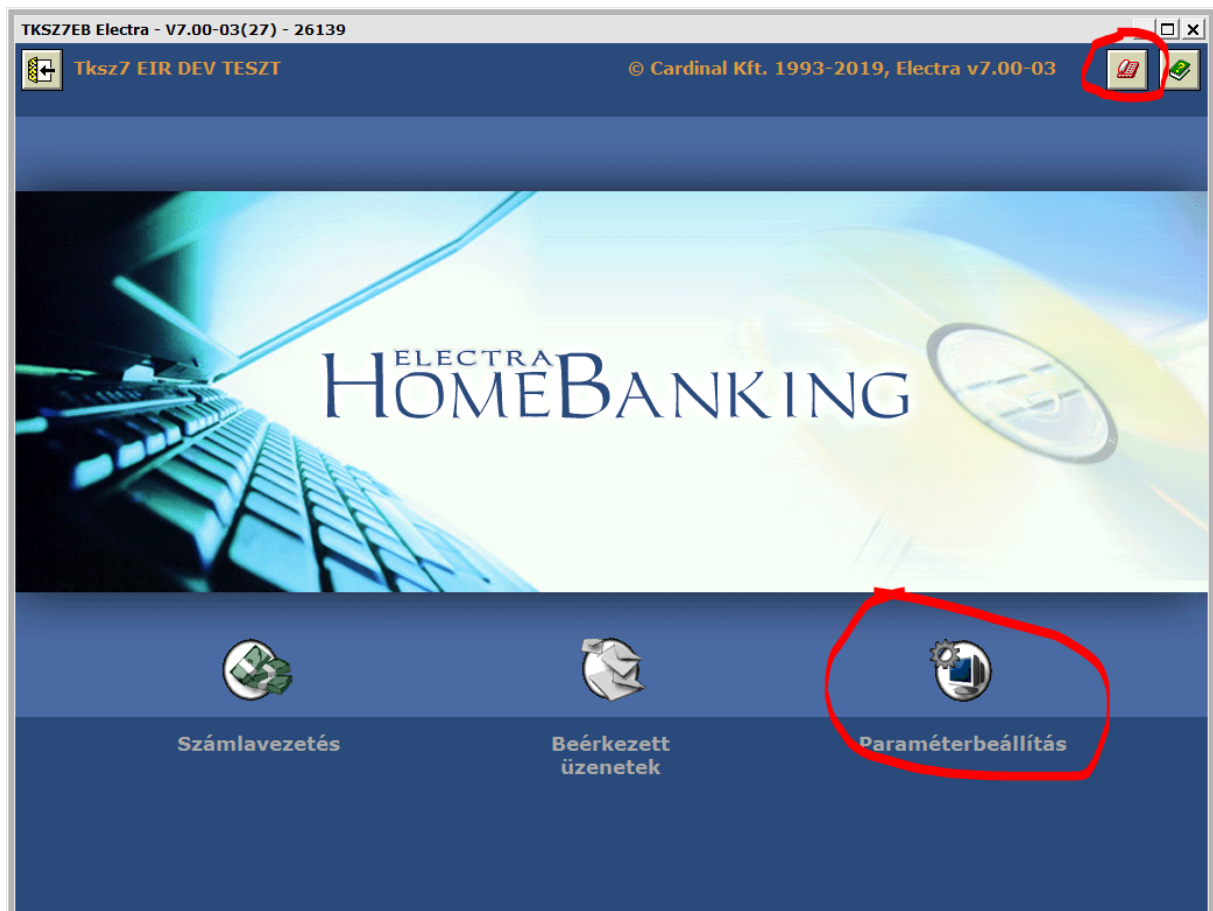 TKSZ7EB Electra - V7.00-03(27) - 26139
Tksz7 EIR DEV TESZT
© Cardinal Kft. 1993-2019, Electra v7.00-03
ELECTRA
HOMEBANKING
Számlavezetés
Beérkezett
üzenetek
Paraméterbeállítás